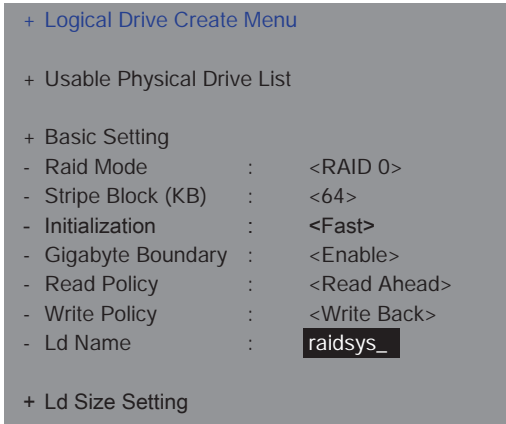 + Logical Drive Create Menu
+ Usable Physical Drive List
+ Basic Setting
- Raid Mode : <RAID 0>
- Stripe Block (KB) : <64>
- Initialization : <Fast>
- Gigabyte Boundary : <Enable>
- Read Policy : <Read Ahead>
- Write Policy : <Write Back>
- Ld Name : raidsys_
+ Ld Size Setting